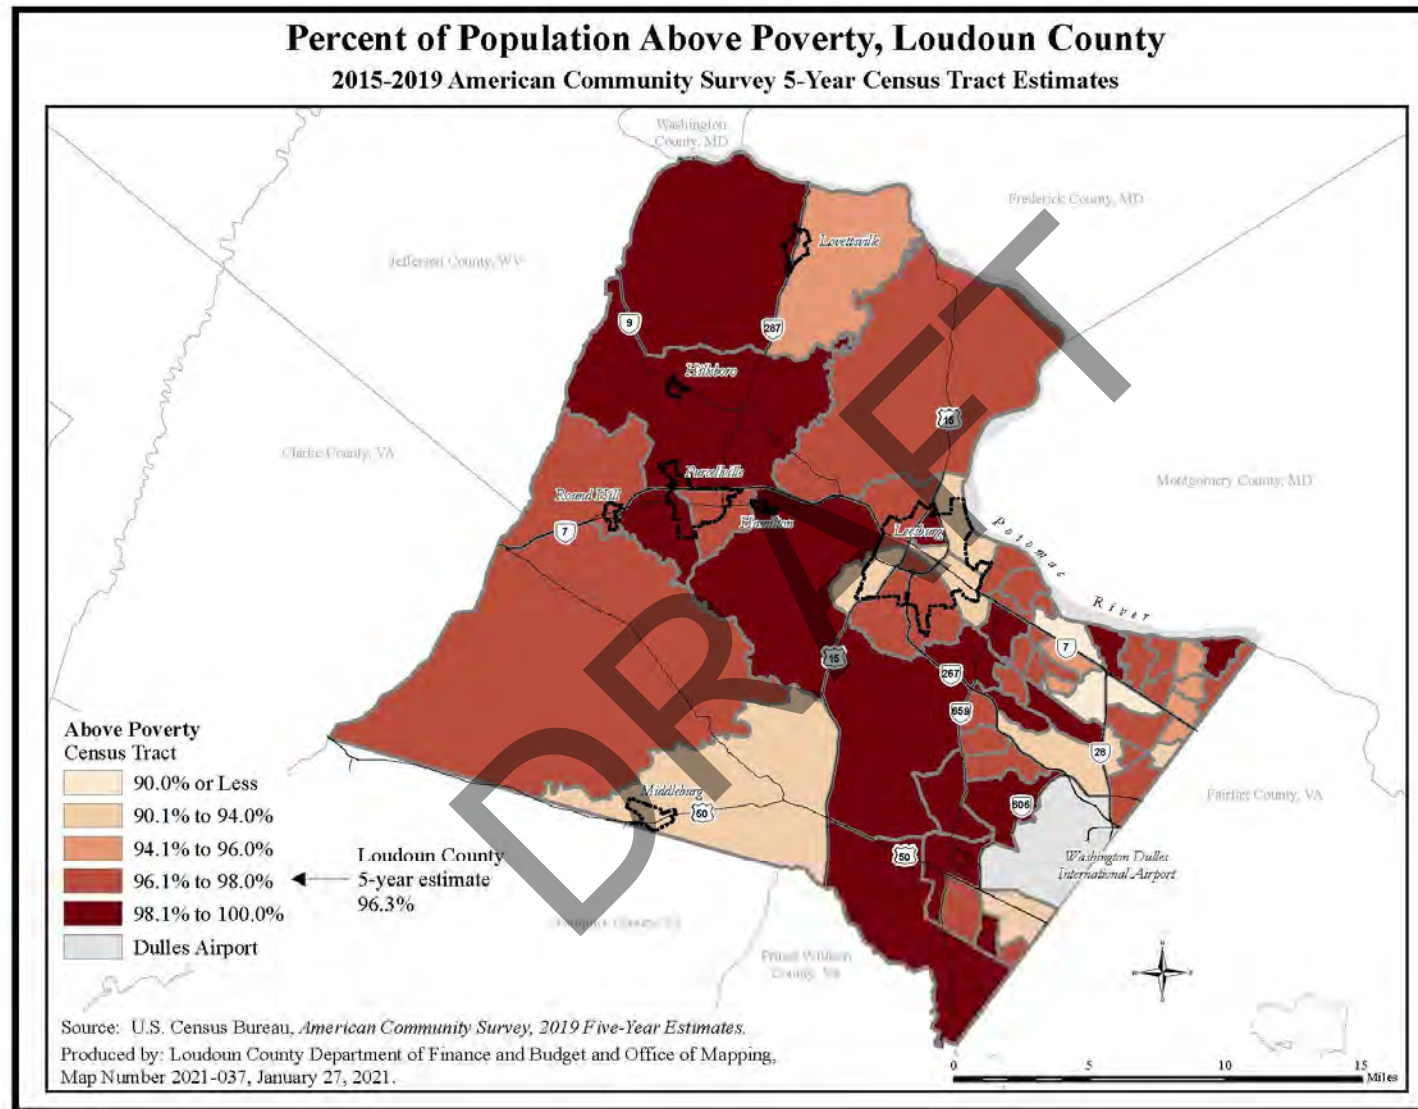 Percent of Population Above Poverty, Loudoun County
2015-2019 American Community Survey 5-Year Census Tract Estimates
Washington
County, MD
Frederick County, MD
Lovettsville
Jefferson County, WV
9
287
Hillsboro
15
Clarke County, VA
Purcellville
Montgomery County, MD
Round Hill
Hamilton
Leesburg
Potomac
River
7
7
15
267
659
28
Above Poverty
Census Tract
90.0% or Less
90.1% to 94.0%
94.1% to 96.0%
96.1% to 98.0%
98.1% to 100.0%
Dulles Airport
Loudoun County
5-year estimate
96.3%
Middleburg
50
606
Fairfax County, VA
50
Washington Dulles
International Airport
Prince William
County, VA
DRAFT
Source: U.S. Census Bureau, American Community Survey, 2019 Five-Year Estimates.
Produced by: Loudoun County Department of Finance and Budget and Office of Mapping,
Map Number 2021-037, January 27, 2021.
0 5 10 15
Miles